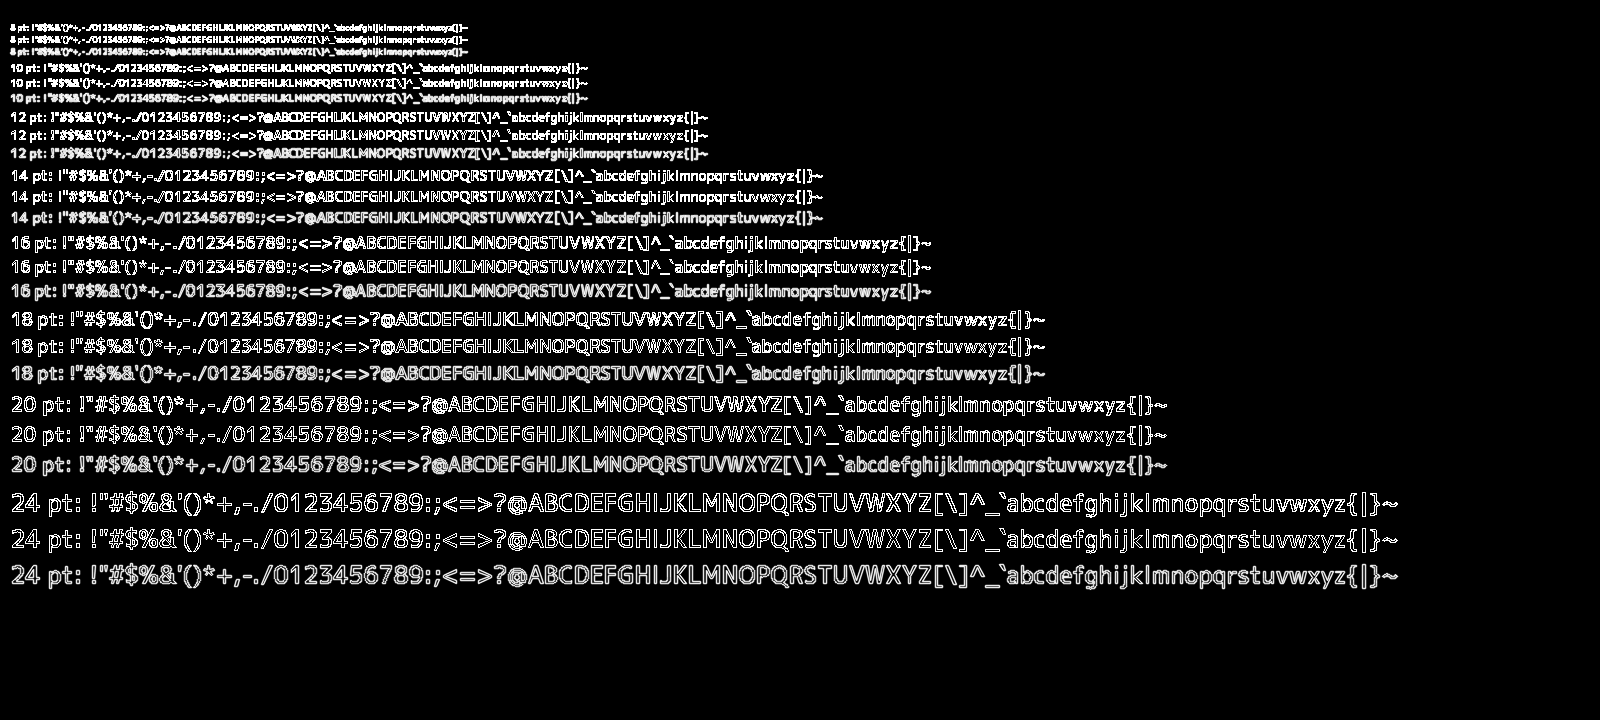 8 pt: !"#$%&'()*+,-./0123456789:;<=>?@ABCDEFGHIJKLMNOPQRSTUVWXYZ[\]^_`abcdefghijklmnopqrstuvwxyz{|}~
8 pt: !"#$%&'()*+,-./0123456789:;<=>?@ABCDEFGHIJKLMNOPQRSTUVWXYZ[\]^_`abcdefghijklmnopqrstuvwxyz{|}~
8 pt: !"#$%&'()*+,-./0123456789:;<=>?@ABCDEFGHIJKLMNOPQRSTUVWXYZ[\]^_`abcdefghijklmnopqrstuvwxyz{|}~
10 pt: !"#$%&'()*+,-./0123456789:;<=>?@ABCDEFGHIJKLMNOPQRSTUVWXYZ[\]^_`abcdefghijklmnopqrstuvwxyz{|}~
10 pt: !"#$%&'()*+,-./0123456789:;<=>?@ABCDEFGHIJKLMNOPQRSTUVWXYZ[\]^_`abcdefghijklmnopqrstuvwxyz{|}~
10 pt: !"#$%&'()*+,-./0123456789:;<=>?@ABCDEFGHIJKLMNOPQRSTUVWXYZ[\]^_`abcdefghijklmnopqrstuvwxyz{|}~
12 pt: !"#$%&'()*+,-./0123456789:;<=>?@ABCDEFGHIJKLMNOPQRSTUVWXYZ[\]^_`abcdefghijklmnopqrstuvwxyz{|}~
12 pt: !"#$%&'()*+,-./0123456789:;<=>?@ABCDEFGHIJKLMNOPQRSTUVWXYZ[\]^_`abcdefghijklmnopqrstuvwxyz{|}~
12 pt: !"#$%&'()*+,-./0123456789:;<=>?@ABCDEFGHIJKLMNOPQRSTUVWXYZ[\]^_`abcdefghijklmnopqrstuvwxyz{|}~
14 pt: !"#$%&'()*+,-./0123456789:;<=>?@ABCDEFGHIJKLMNOPQRSTUVWXYZ[\]^_`abcdefghijklmnopqrstuvwxyz{|}~
14 pt: !"#$%&'()*+,-./0123456789:;<=>?@ABCDEFGHIJKLMNOPQRSTUVWXYZ[\]^_`abcdefghijklmnopqrstuvwxyz{|}~
14 pt: !"#$%&'()*+,-./0123456789:;<=>?@ABCDEFGHIJKLMNOPQRSTUVWXYZ[\]^_`abcdefghijklmnopqrstuvwxyz{|}~
16 pt: !"#$%&'()*+,-./0123456789:;<=>?@ABCDEFGHIJKLMNOPQRSTUVWXYZ[\]^_`abcdefghijklmnopqrstuvwxyz{|}~
16 pt: !"#$%&'()*+,-./0123456789:;<=>?@ABCDEFGHIJKLMNOPQRSTUVWXYZ[\]^_`abcdefghijklmnopqrstuvwxyz{|}~
16 pt: !"#$%&'()*+,-./0123456789:;<=>?@ABCDEFGHIJKLMNOPQRSTUVWXYZ[\]^_`abcdefghijklmnopqrstuvwxyz{|}~
18 pt: !"#$%&'()*+,-./0123456789:;<=>?@ABCDEFGHIJKLMNOPQRSTUVWXYZ[\]^_`abcdefghijklmnopqrstuvwxyz{|}~
18 pt: !"#$%&'()*+,-./0123456789:;<=>?@ABCDEFGHIJKLMNOPQRSTUVWXYZ[\]^_`abcdefghijklmnopqrstuvwxyz{|}~
18 pt: !"#$%&'()*+,-./0123456789:;<=>?@ABCDEFGHIJKLMNOPQRSTUVWXYZ[\]^_`abcdefghijklmnopqrstuvwxyz{|}~
20 pt: !"#$%&'()*+,-./0123456789:;<=>?@ABCDEFGHIJKLMNOPQRSTUVWXYZ[\]^_`abcdefghijklmnopqrstuvwxyz{|}~
20 pt: !"#$%&'()*+,-./0123456789:;<=>?@ABCDEFGHIJKLMNOPQRSTUVWXYZ[\]^_`abcdefghijklmnopqrstuvwxyz{|}~
20 pt: !"#$%&'()*+,-./0123456789:;<=>?@ABCDEFGHIJKLMNOPQRSTUVWXYZ[\]^_`abcdefghijklmnopqrstuvwxyz{|}~
24 pt: !"#$%&'()*+,-./0123456789:;<=>?@ABCDEFGHIJKLMNOPQRSTUVWXYZ[\]^_`abcdefghijklmnopqrstuvwxyz{|}~
24 pt: !"#$%&'()*+,-./0123456789:;<=>?@ABCDEFGHIJKLMNOPQRSTUVWXYZ[\]^_`abcdefghijklmnopqrstuvwxyz{|}~
24 pt: !"#$%&'()*+,-./0123456789:;<=>?@ABCDEFGHIJKLMNOPQRSTUVWXYZ[\]^_`abcdefghijklmnopqrstuvwxyz{|}~